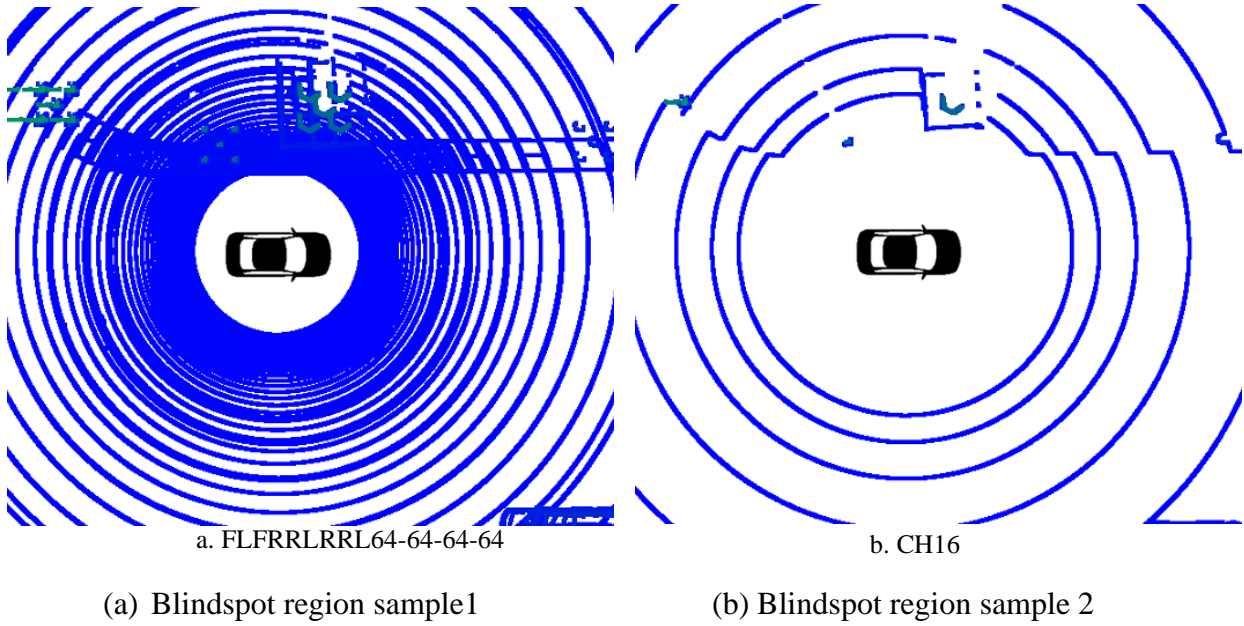 a. FLFRRLRRL64-64-64-64
b. CH16
(a) Blindspot region sample1
(b) Blindspot region sample 2